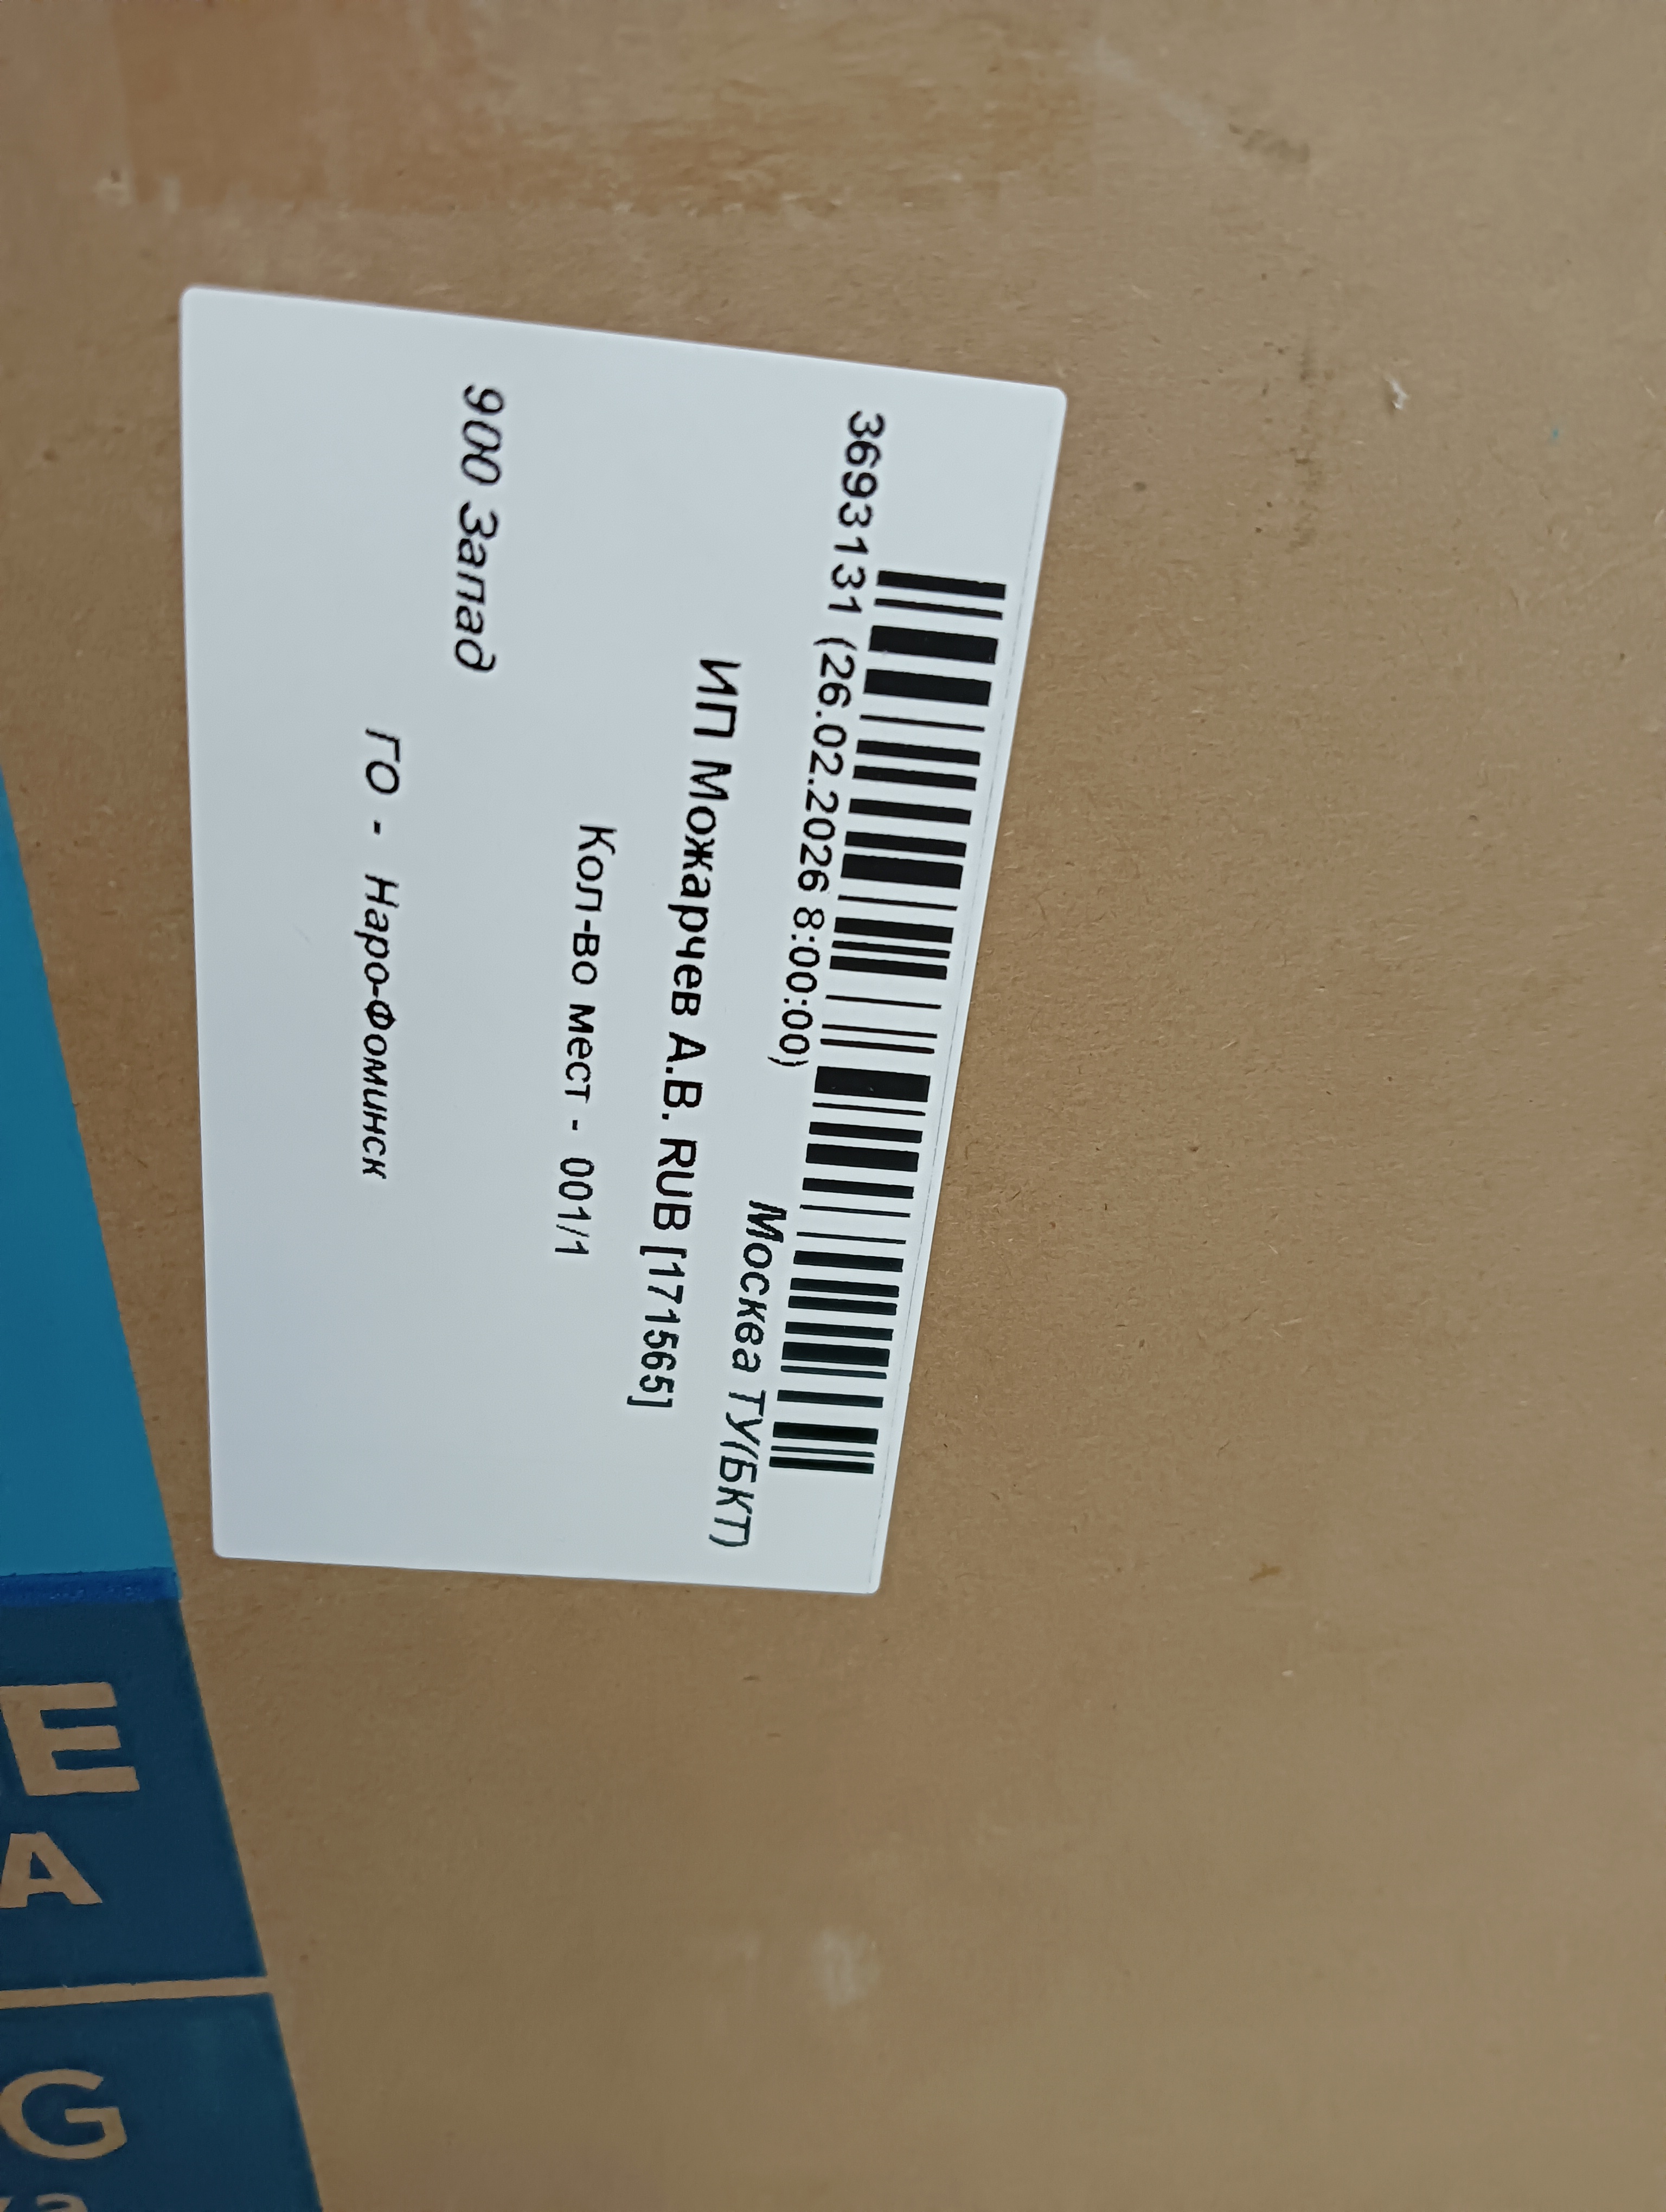 3693131 (26.02.2026 8:00:00)
Москва ТУ(БКТ)
ИП Можарчев А.В. RUB [171565]
Кол-во мест - 001/1
900 Запад
ГО - Наро-Фоминск
E
A
G